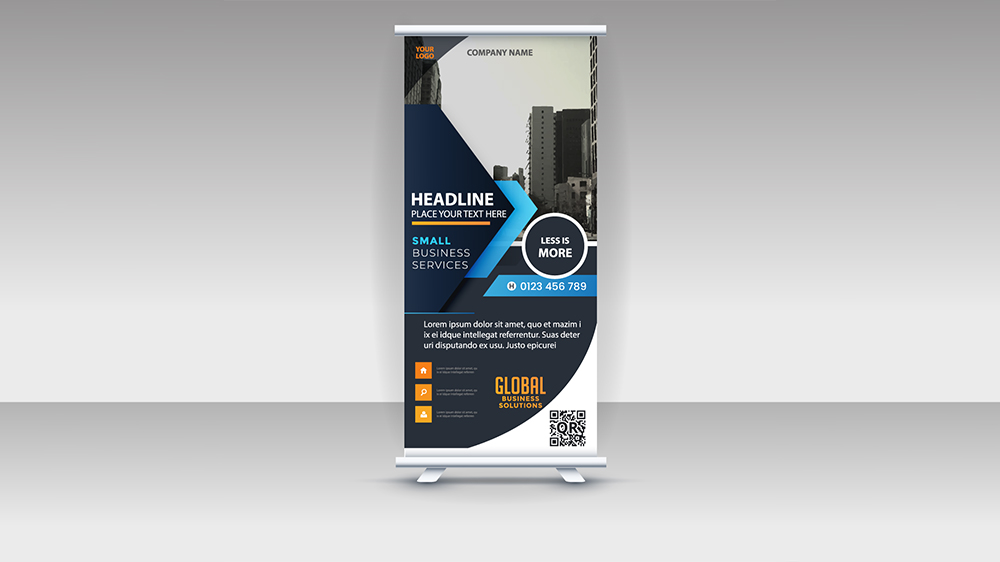 YOUR
LOGO
COMPANY NAME
HEADLINE
PLACE YOUR TEXT HERE
SMALL
BUSINESS
SERVICES
LESS IS
MORE
H 0123 456 789
Lorem ipsum dolor sit amet, quo et mazim i
ix ei idque intellegat referrentur. Suas deter
uri disputando ex usu. Justo epicurei
GLOBAL
BUSINESS
SOLUTIONS
QR